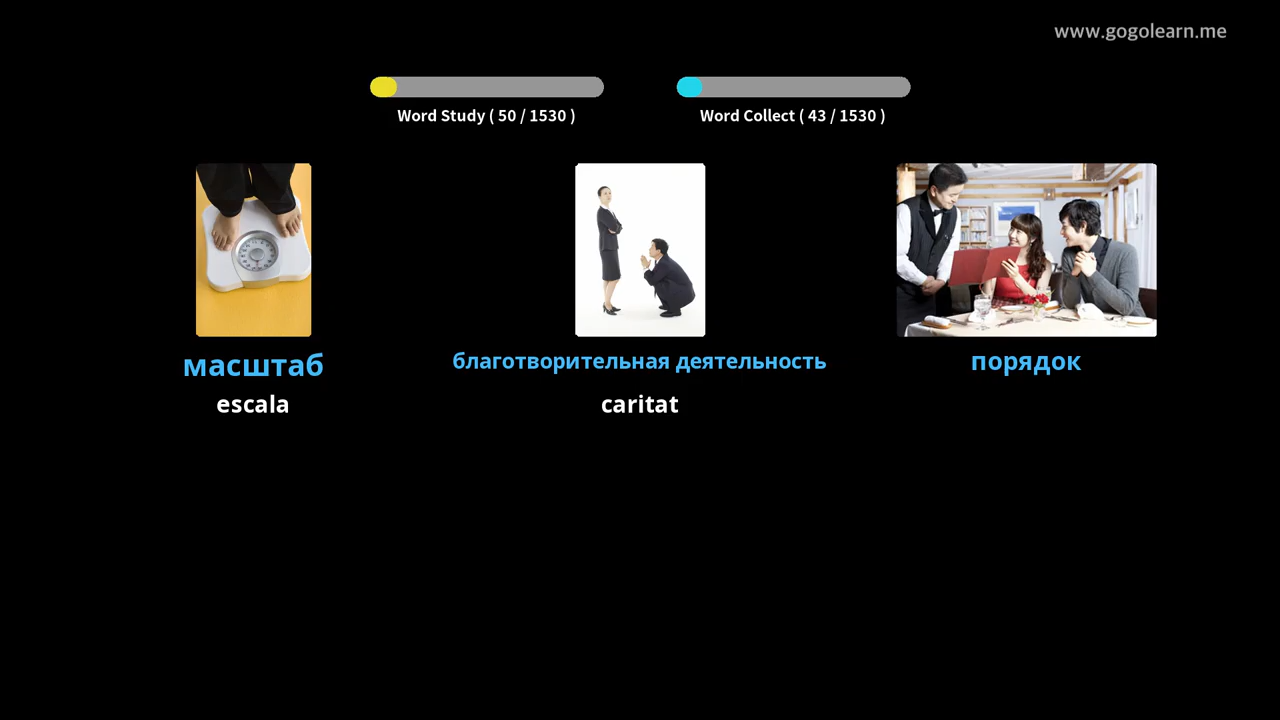 www.gogolearn.me
Word Study ( 50 / 1530 )
Word Collect ( 43 / 1530 )
масштаб
благотворительная деятельность
порядок
escala
caritat